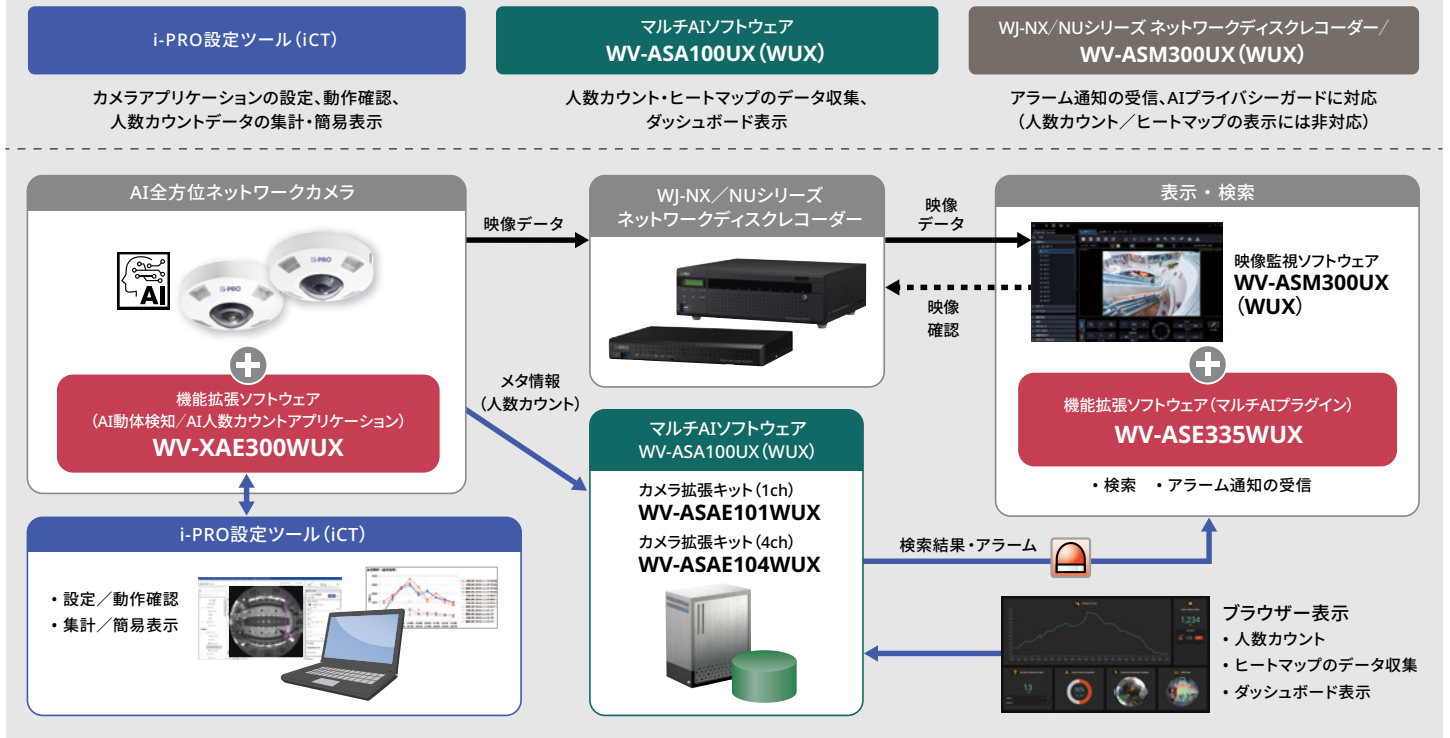 i-PRO設定ツール（iCT）
カメラアプリケーションの設定、動作確認、
人数カウントデータの集計・簡易表示
マルチAIソフトウェア
WV-ASA100UX（WUX）
人数カウント・ヒートマップのデータ収集、
ダッシュボード表示
WJ-NX／NUシリーズ ネットワークディスクレコーダー／
WV-ASM300UX（WUX）
アラーム通知の受信、AIプライバシーガードに対応
（人数カウント／ヒートマップの表示には非対応）
AI全方位ネットワークカメラ
AI
i-PRO
i-PRO
機能拡張ソフトウェア
（AI動体検知／AI人数カウントアプリケーション）
WV-XAE300WUX
映像データ
WJ-NX／NUシリーズ
ネットワークディスクレコーダー
映像
データ
映像
確認
表示・検索
映像監視ソフトウェア
WV-ASM300UX
（WUX）
機能拡張ソフトウェア（マルチAIプラグイン）
WV-ASE335WUX
・検索　・アラーム通知の受信
メタ情報
（人数カウント）
マルチAIソフトウェア
WV-ASA100UX（WUX）
カメラ拡張キット（1ch）
WV-ASAE101WUX
カメラ拡張キット（4ch）
WV-ASAE104WUX
検索結果・アラーム
i-PRO設定ツール（iCT）
・設定／動作確認
・集計／簡易表示
1,234
13
50%
ブラウザー表示
・人数カウント
・ヒートマップのデータ収集
・ダッシュボード表示